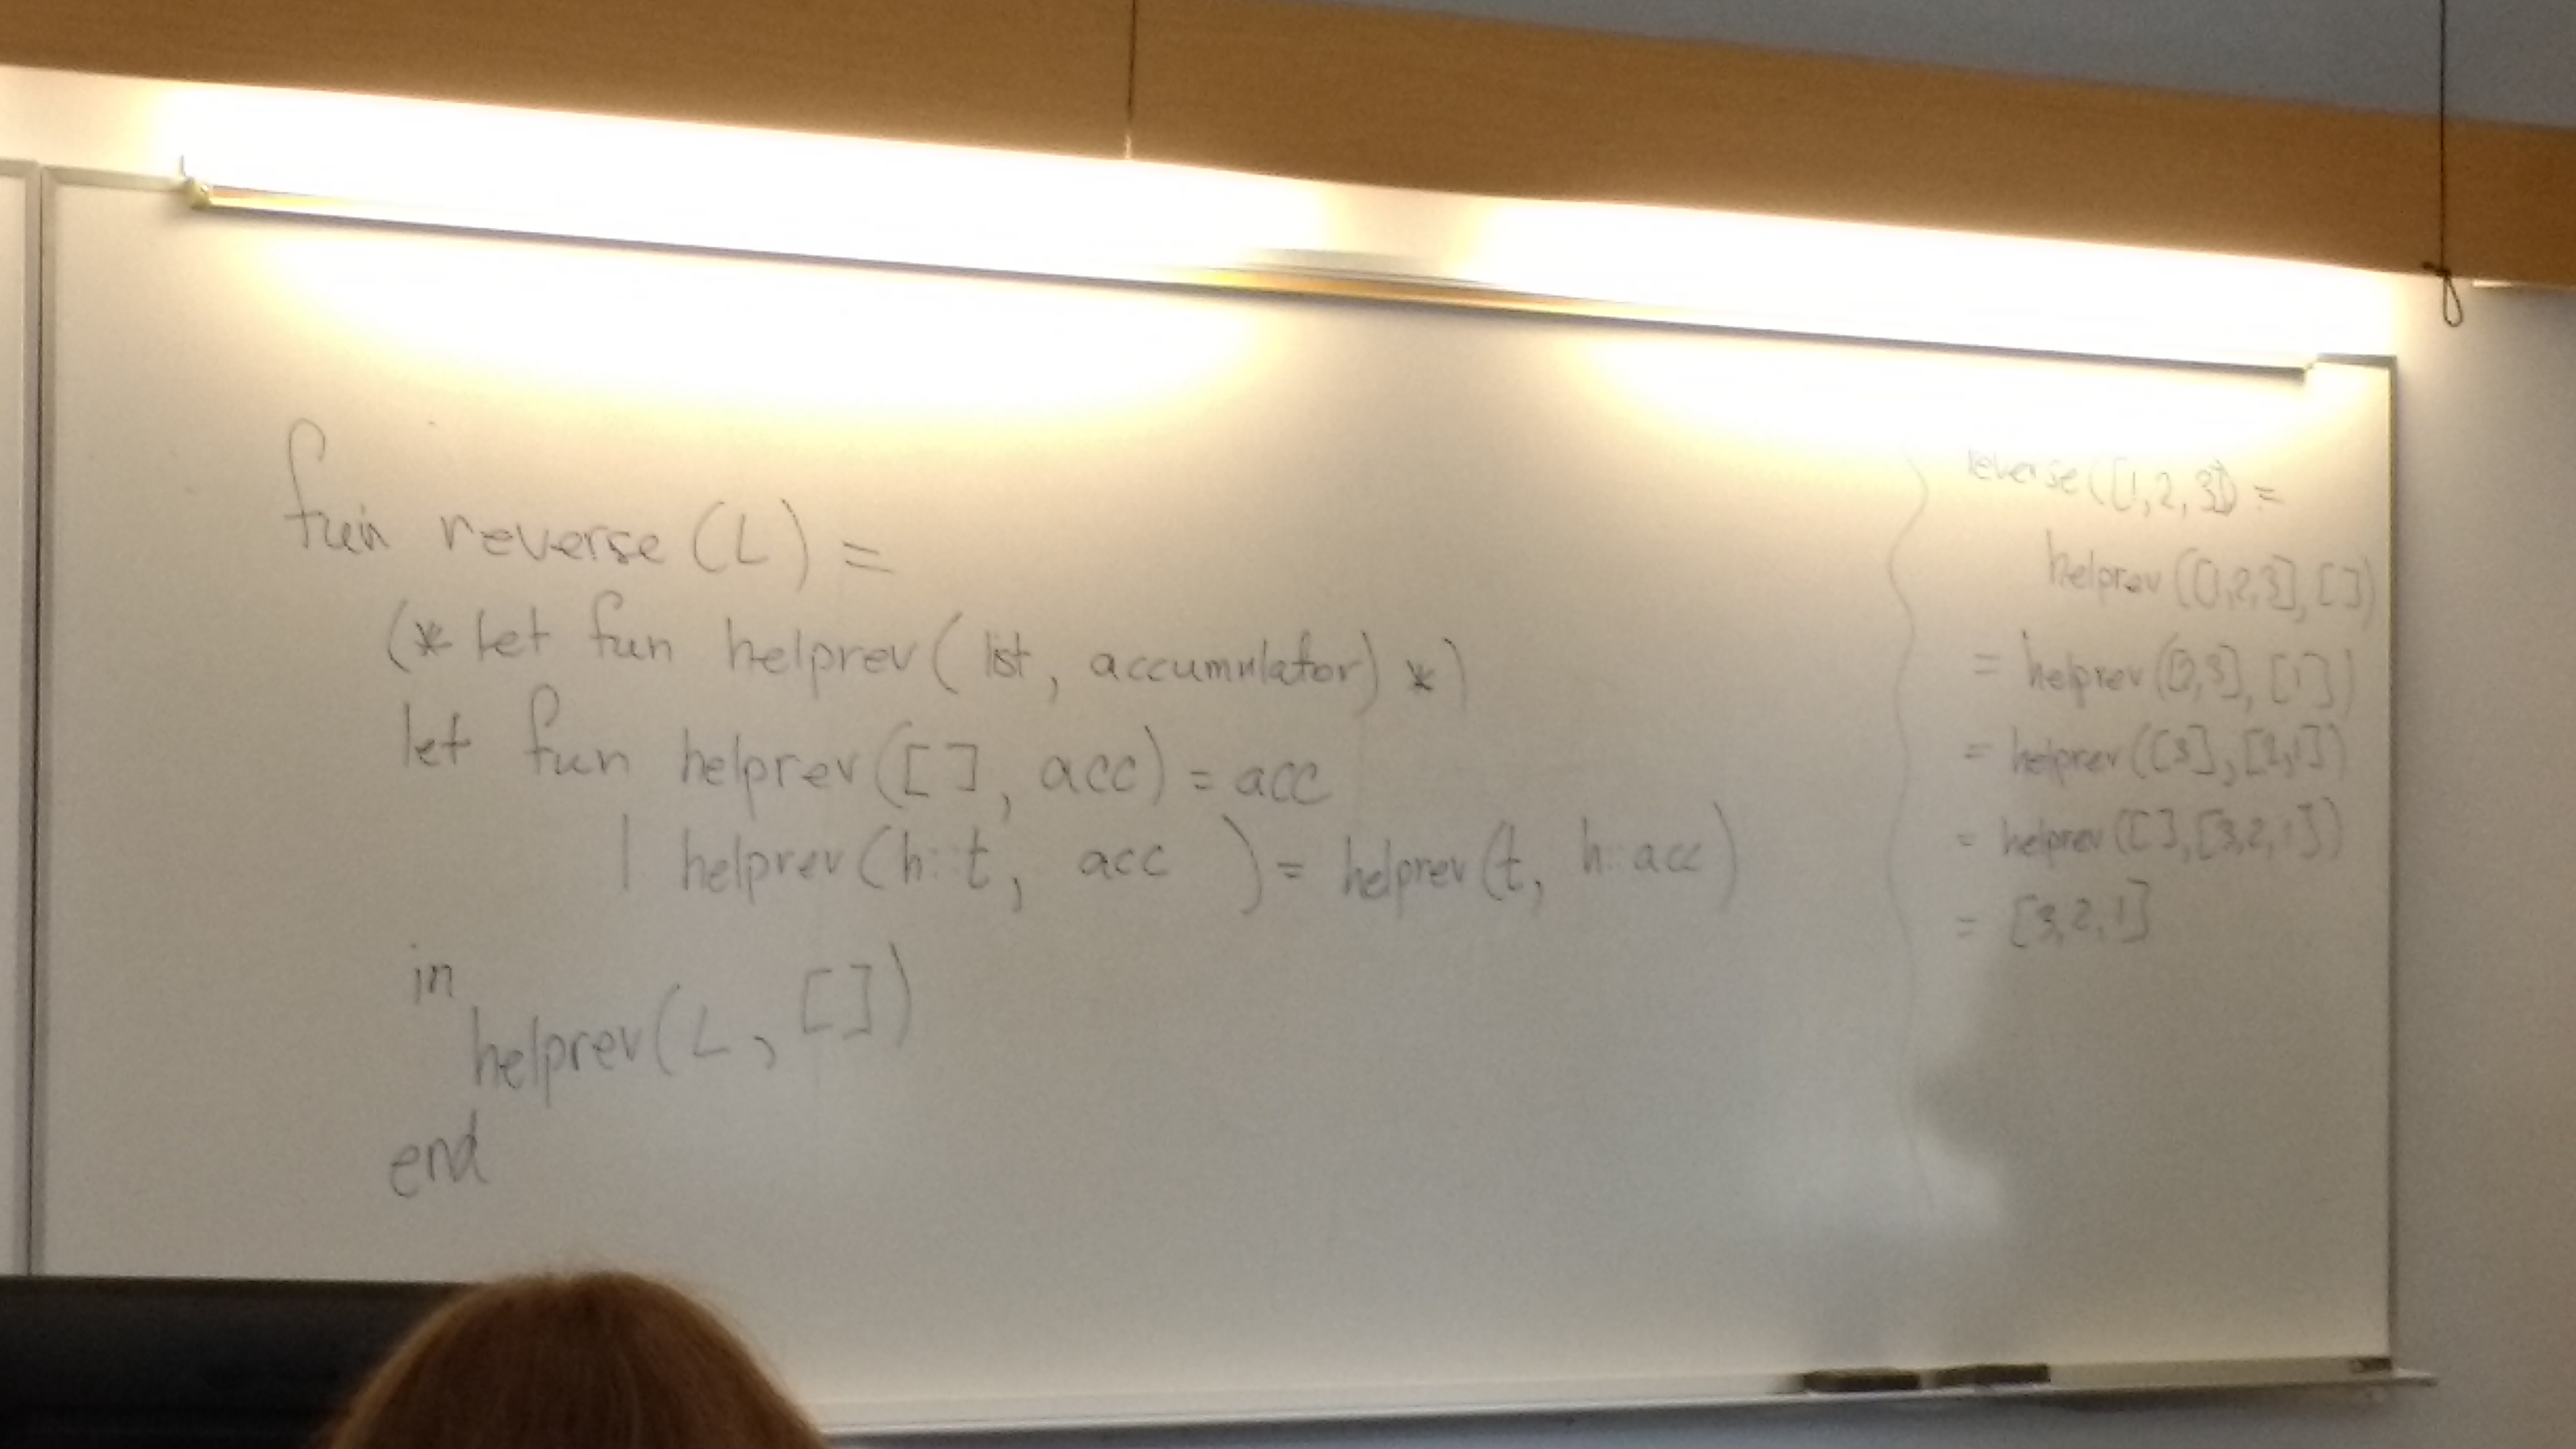 fun reverse (L) =
(* let fun helprev( list, accumulator) *)
let fun helprev([], acc) = acc
| helprev(h::t, acc ) = helprev(t, h::acc)
in
helprev(L, [])
end
reverse([1,2,3]) =
helprev([1,2,3],[])
= helprev([2,3],[1])
= helprev([3],[2,1])
= helprev([],[3,2,1])
= [3,2,1]